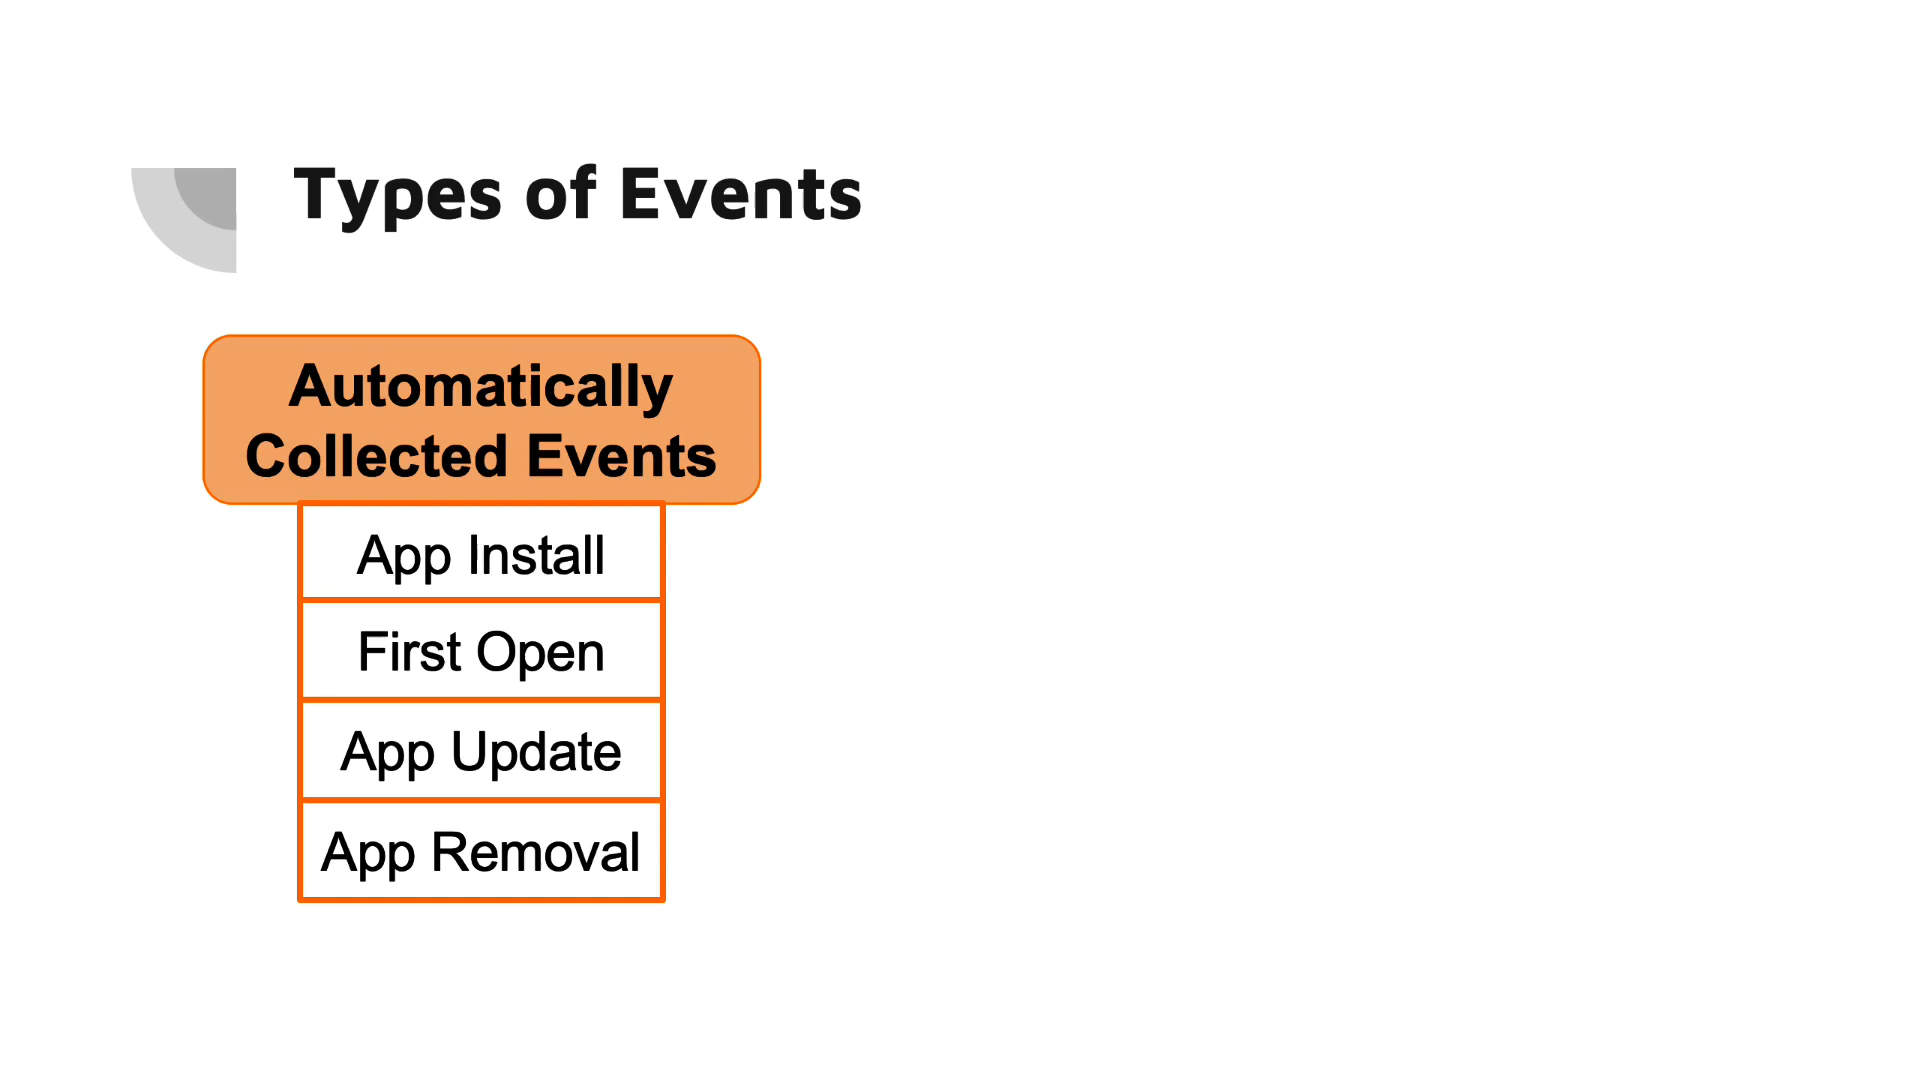 Types of Events
Automatically
Collected Events
App Install
First Open
App Update
App Removal